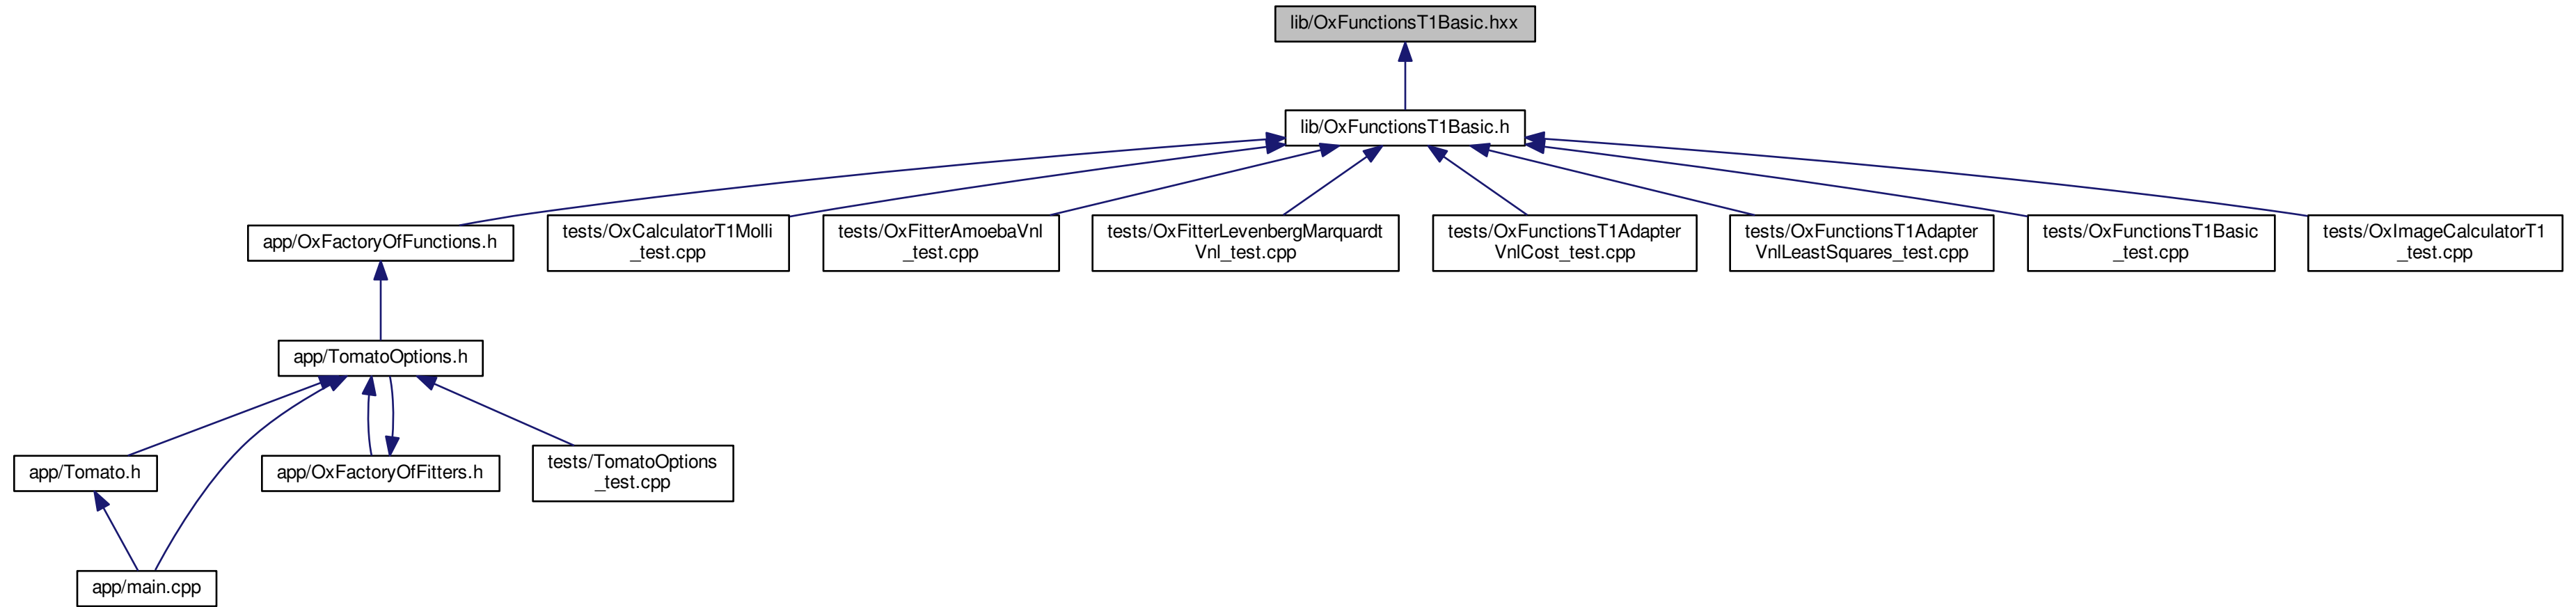 lib/OxFunctionsT1Basic.hxx
lib/OxFunctionsT1Basic.h
app/OxFactoryOfFunctions.h
tests/OxCalculatorT1Molli
_test.cpp
tests/OxFitterAmoebaVnl
_test.cpp
tests/OxFitterLevenbergMarquardt
Vnl_test.cpp
tests/OxFunctionsT1Adapter
VnlCost_test.cpp
tests/OxFunctionsT1Adapter
VnlLeastSquares_test.cpp
tests/OxFunctionsT1Basic
_test.cpp
tests/OxImageCalculatorT1
_test.cpp
app/TomatoOptions.h
app/Tomato.h
app/OxFactoryOfFitters.h
tests/TomatoOptions
_test.cpp
app/main.cpp